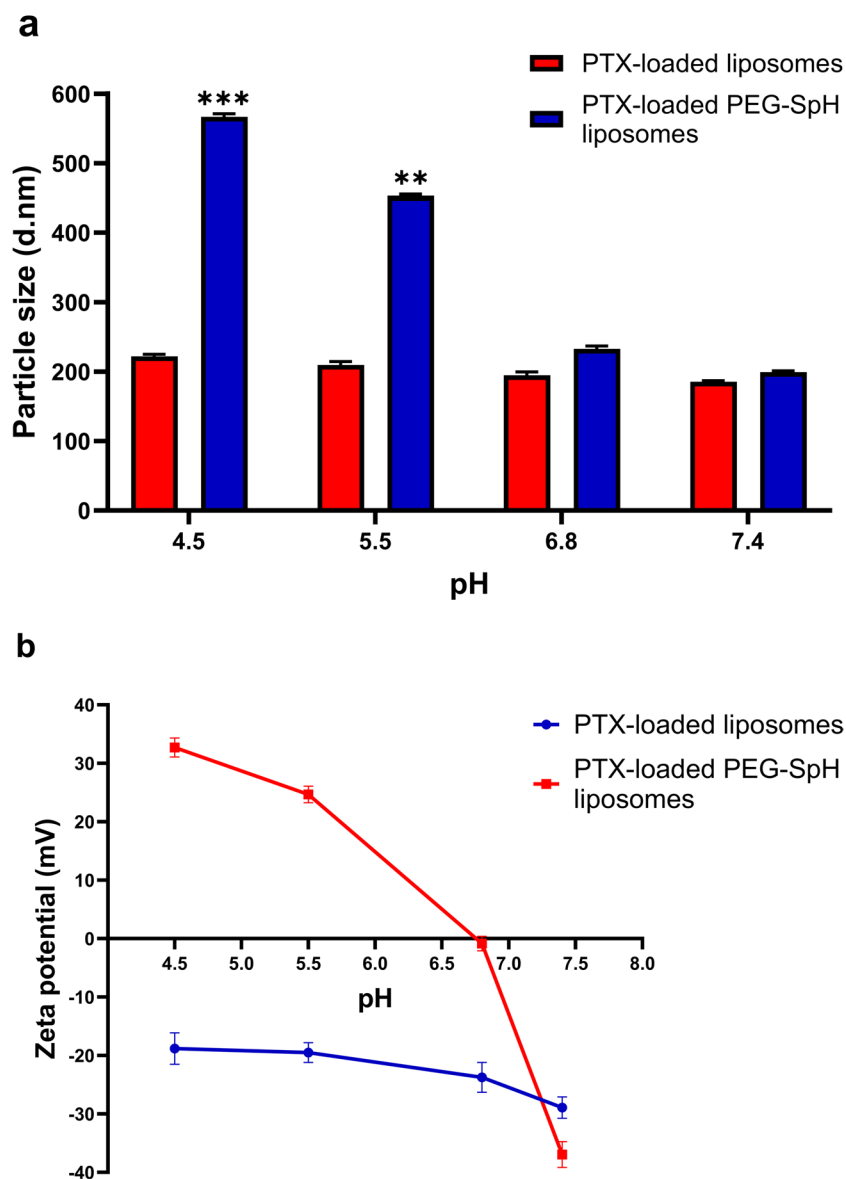 a
PTX-loaded liposomes
PTX-loaded PEG-SpH
liposomes
Particle size (d.nm)
600
500
400
300
200
100
0
***
**
4.5 5.5 6.8 7.4
pH
b
PTX-loaded liposomes
PTX-loaded PEG-SpH
liposomes
Zeta potential (mV)
40
30
20
10
0
-10
-20
-30
-40
4.5 5.0 5.5 6.0 6.5 7.0 7.5 8.0
pH